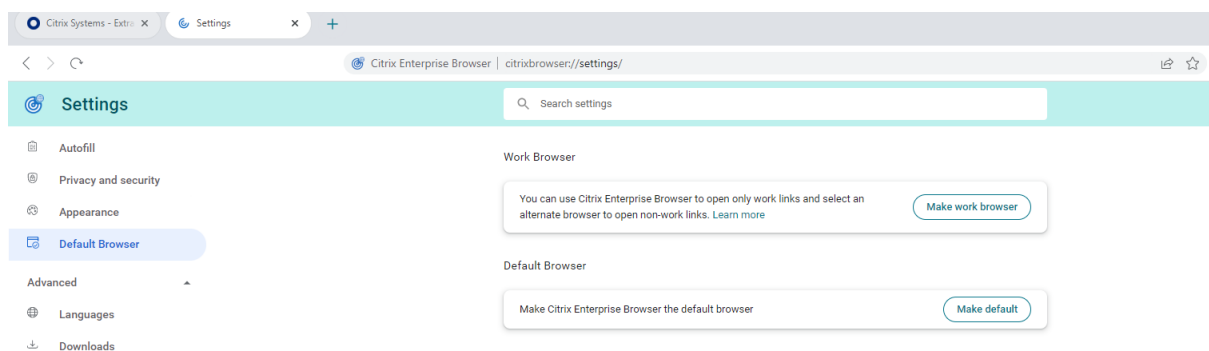 Citrix Systems - Extra
Settings
Citrix Enterprise Browser | citrixbrowser://settings/
Settings
Search settings
Autofill
Privacy and security
Appearance
Default Browser
Advanced
Languages
Downloads
Work Browser
You can use Citrix Enterprise Browser to open only work links and select an
alternate browser to open non-work links. Learn more
Make work browser
Default Browser
Make Citrix Enterprise Browser the default browser
Make default